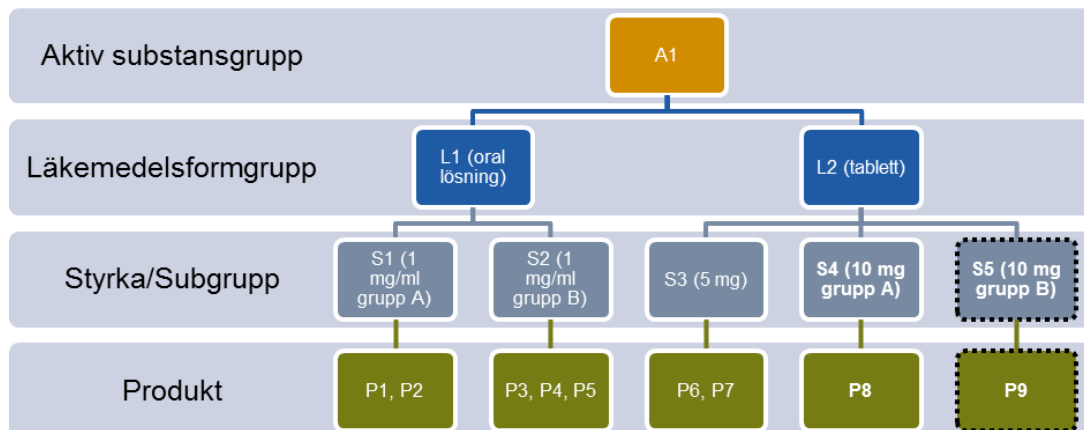 Aktiv substansgrupp
A1
Läkemedelsformgrupp
L1 (oral
lösning)
L2 (tablett)
Styrka/Subgrupp
S1 (1
mg/ml
grupp A)
S2 (1
mg/ml
grupp B)
S3 (5 mg)
S4 (10 mg
grupp A)
S5 (10 mg
grupp B)
Produkt
P1, P2
P3, P4, P5
P6, P7
P8
P9